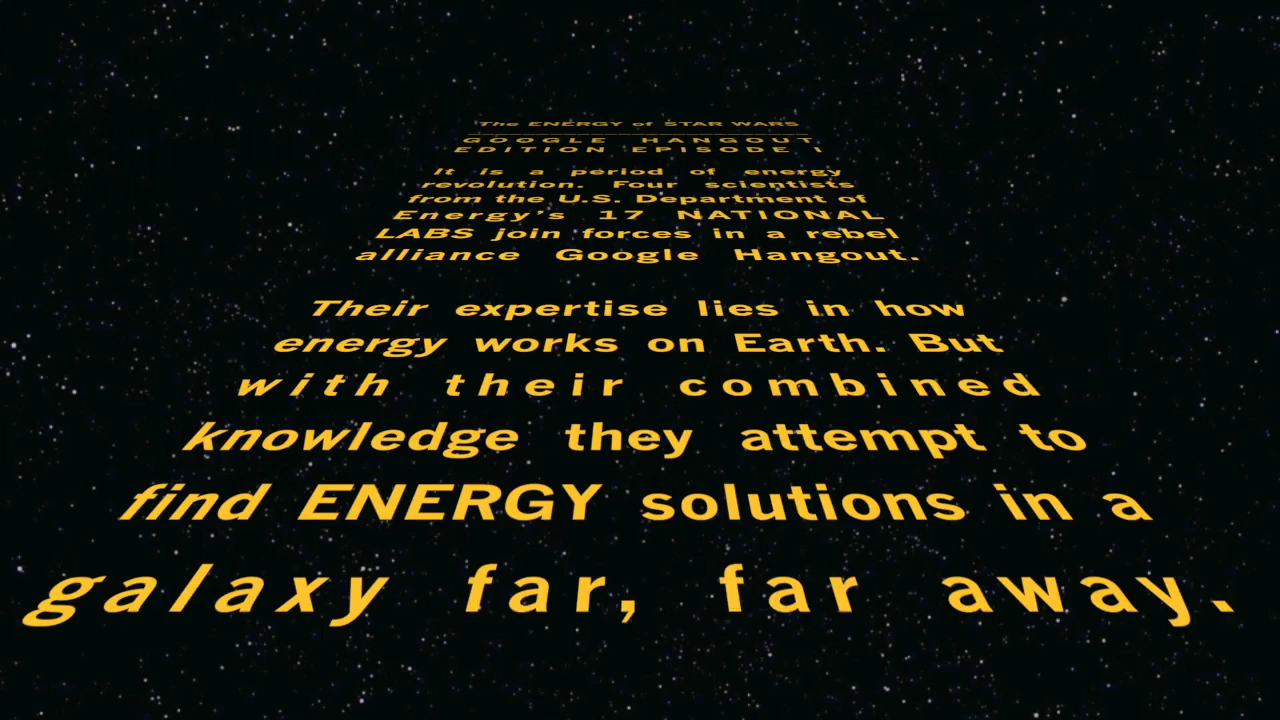 The ENERGY of STAR WARS
GOOGLE HANGOUT
EDITION EPISODE I
It is a period of energy
revolution. Four scientists
from the U.S. Department of
Energy's 17 NATIONAL
LABS join forces in a rebel
alliance Google Hangout.
Their expertise lies in how
energy works on Earth. But
with their combined
knowledge they attempt to
find ENERGY solutions in a
galaxy far, far away.